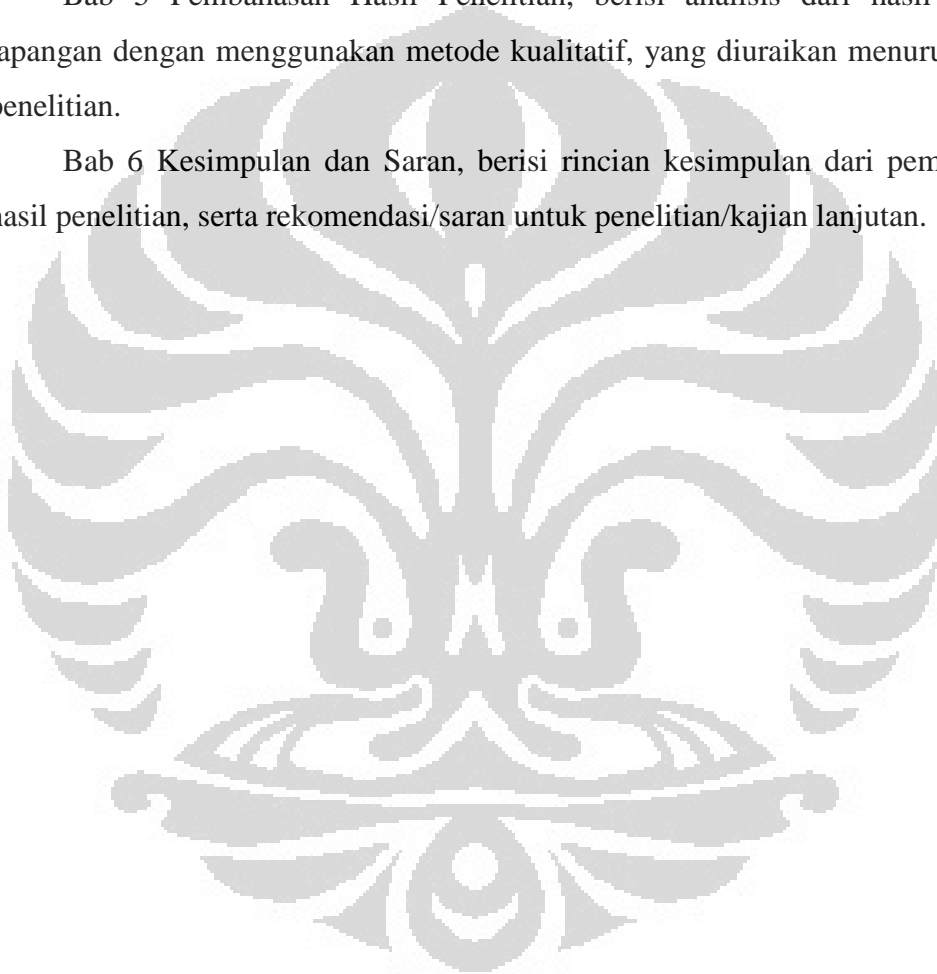 Bab 5 Pembahasan Hasil Penelitian, berisi analisis dari hasil
apangan dengan menggunakan metode kualitatif, yang diuraikan menuru
penelitian.
Bab 6 Kesimpulan dan Saran, berisi rincian kesimpulan dari pem
hasil penelitian, serta rekomendasi/saran untuk penelitian/kajian lanjutan.